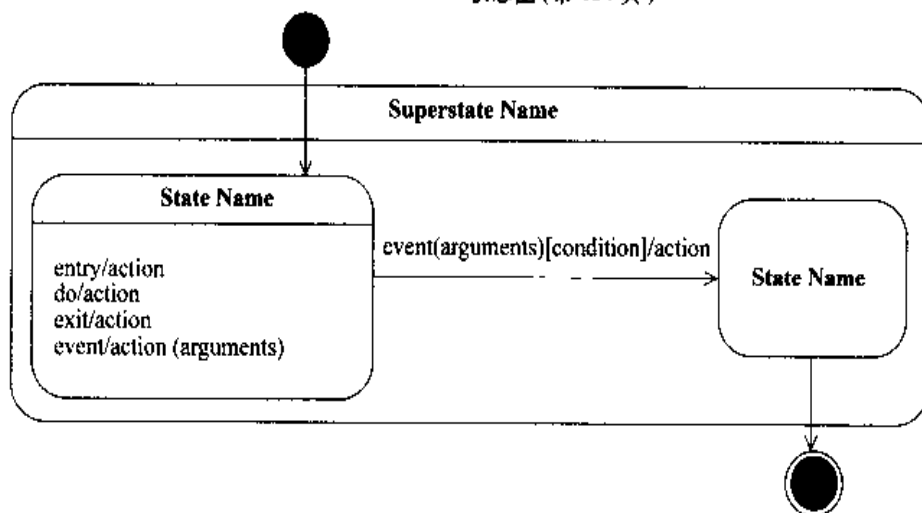 Superstate Name
State Name
entry/action
do/action
exit/action
event/action (arguments)
event(arguments)[condition]/action
State Name